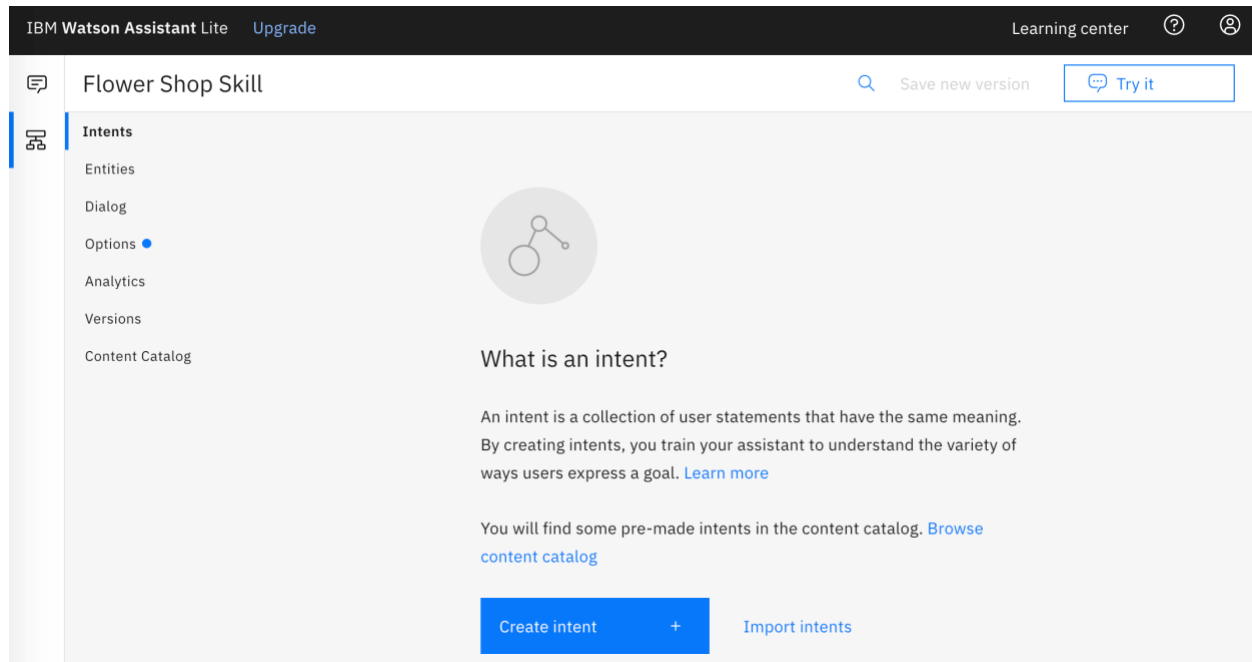 IBM Watson Assistant Lite Upgrade Learning center
Flower Shop Skill Save new version Try it
Intents
Entities
Dialog
Options
Analytics
Versions
Content Catalog
What is an intent?
An intent is a collection of user statements that have the same meaning.
By creating intents, you train your assistant to understand the variety of
ways users express a goal. Learn more
You will find some pre-made intents in the content catalog. Browse
content catalog
Create intent + Import intents